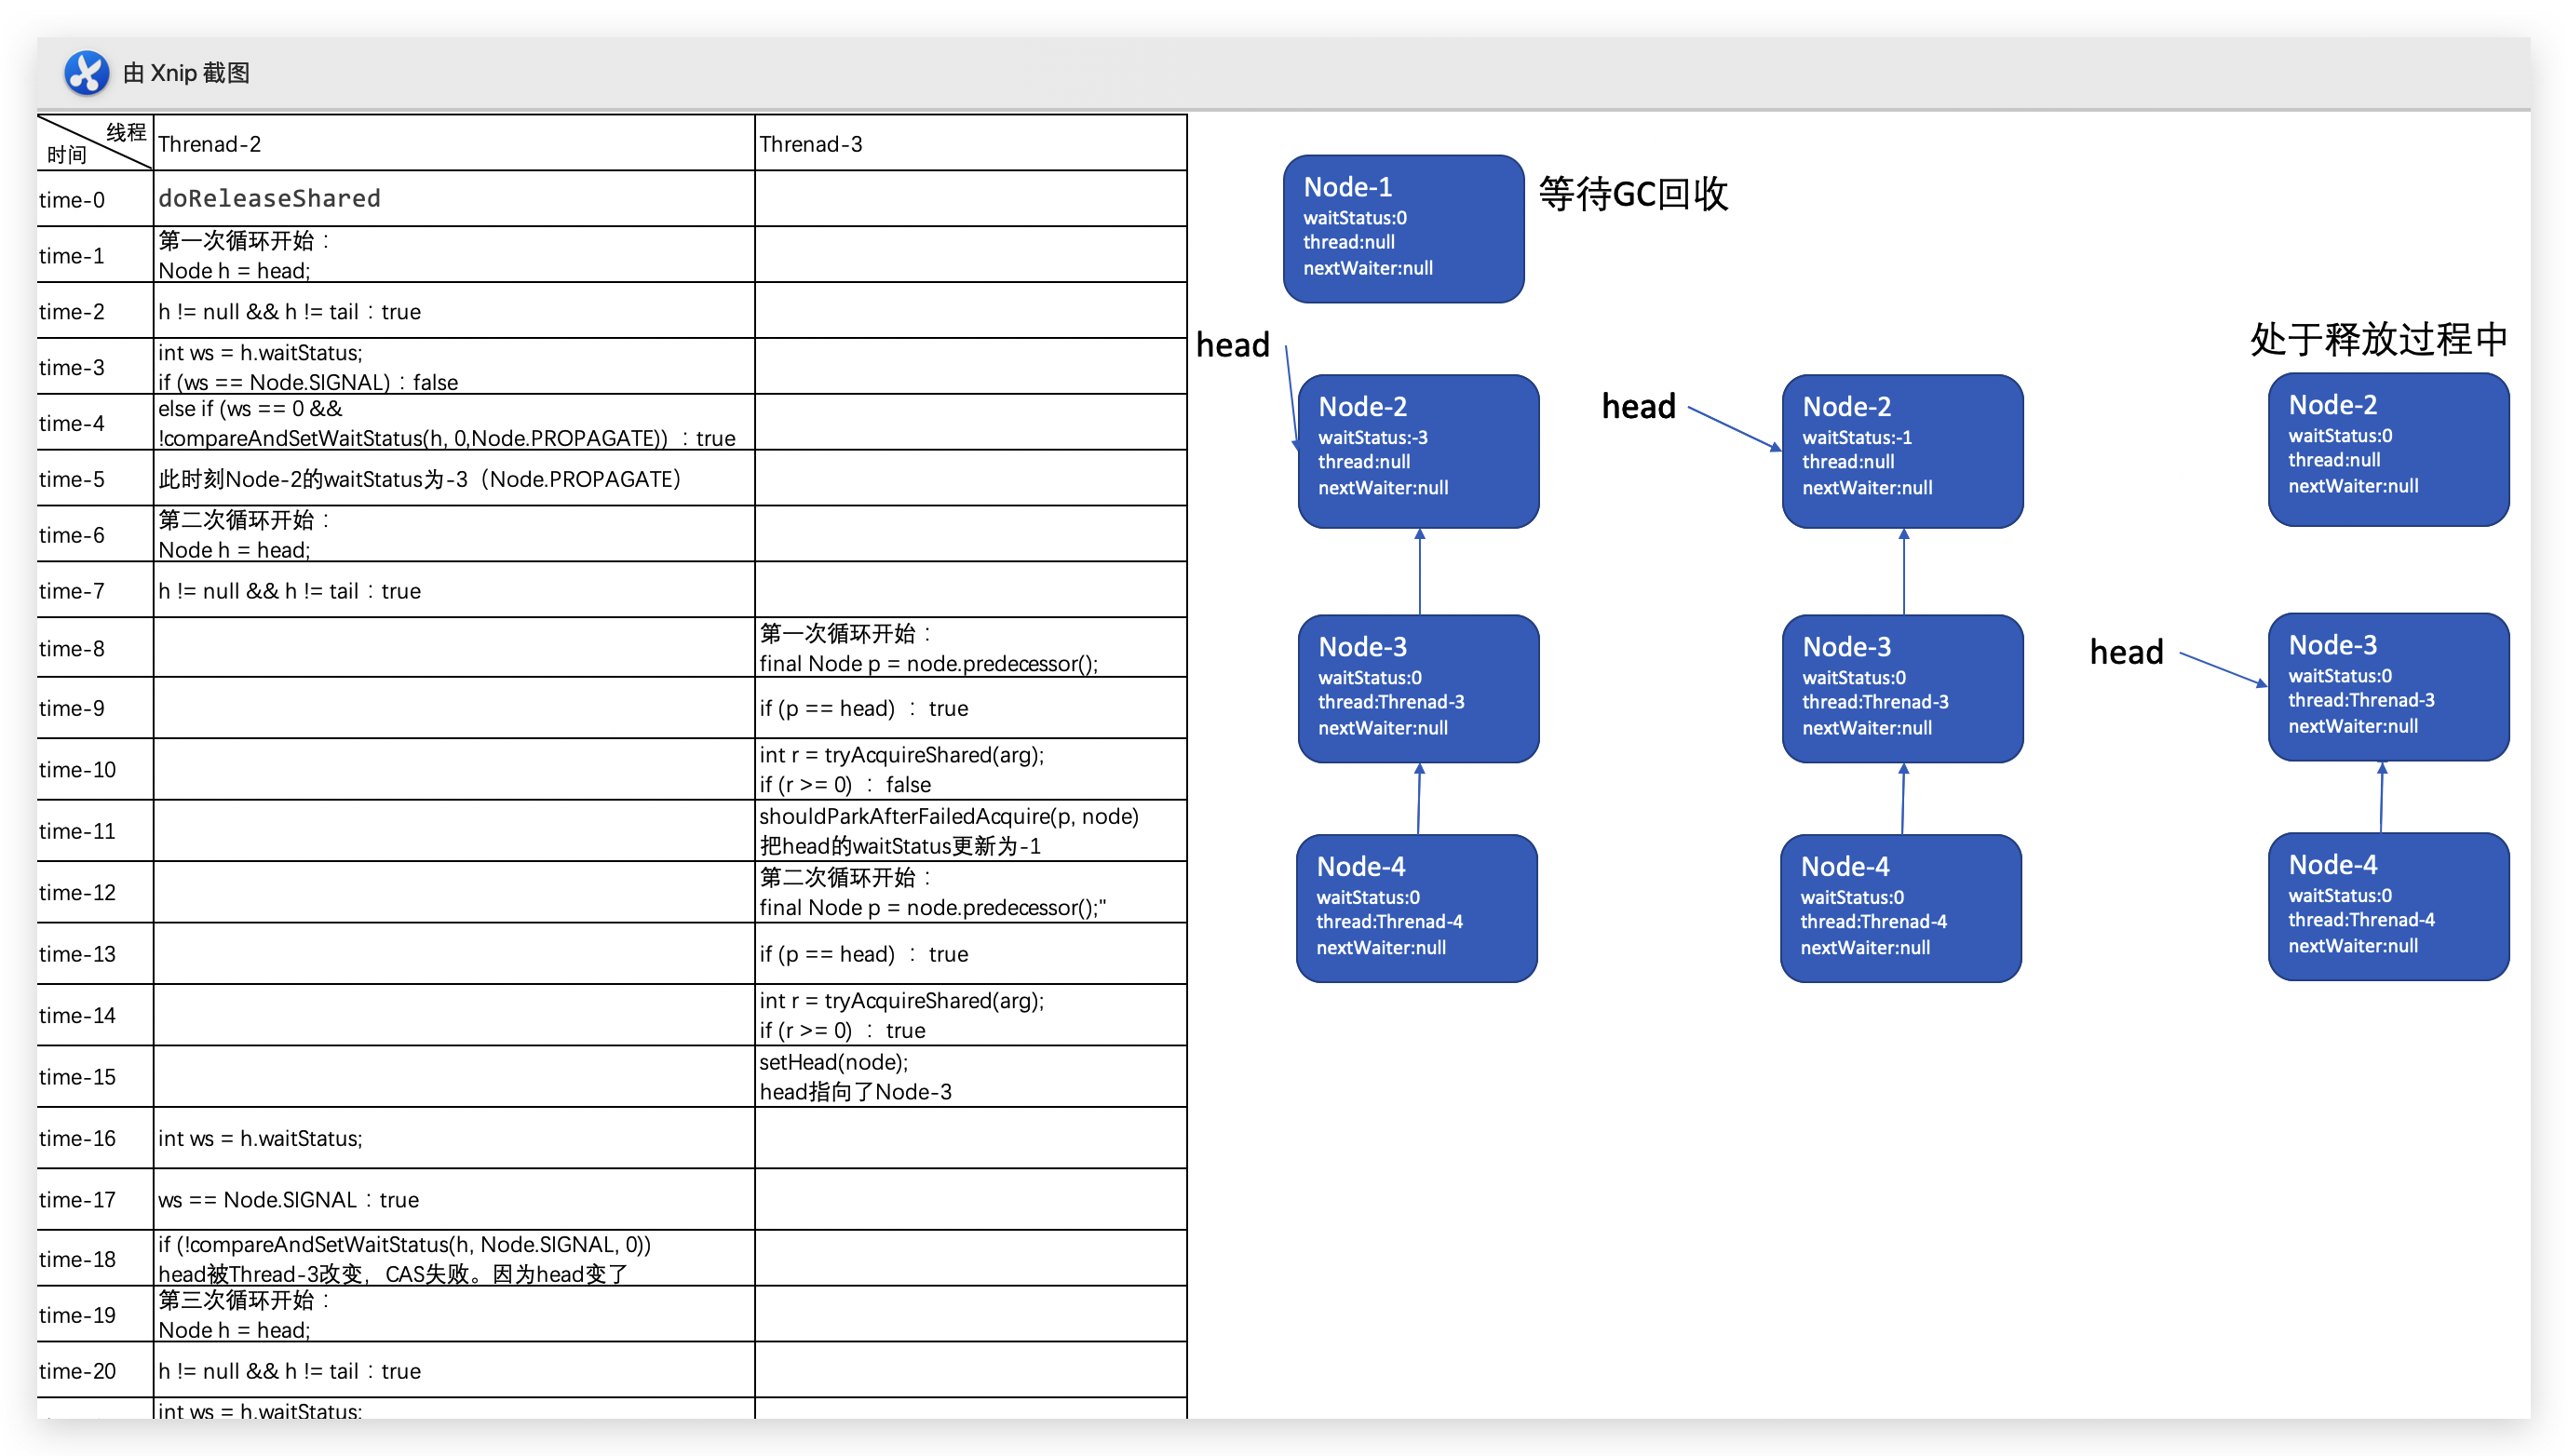 由 Xnip 截图
线程
时间
Threnad-2
Threnad-3
time-0
doReleaseShared
time-1
第一次循环开始：
Node h = head;
time-2
h != null && h != tail：true
time-3
int ws = h.waitStatus;
if (ws == Node.SIGNAL)：false
time-4
else if (ws == 0 &&
!compareAndSetWaitStatus(h, 0,Node.PROPAGATE)) ：true
time-5
此时刻Node-2的waitStatus为-3（Node.PROPAGATE）
time-6
第二次循环开始：
Node h = head;
time-7
h != null && h != tail：true
time-8
第一次循环开始：
final Node p = node.predecessor();
time-9
if (p == head) ： true
time-10
int r = tryAcquireShared(arg);
if (r >= 0) ： false
time-11
shouldParkAfterFailedAcquire(p, node)
把head的waitStatus更新为-1
time-12
第二次循环开始：
final Node p = node.predecessor();"
time-13
if (p == head) ： true
time-14
int r = tryAcquireShared(arg);
if (r >= 0) ： true
time-15
setHead(node);
head指向了Node-3
time-16
int ws = h.waitStatus;
time-17
ws == Node.SIGNAL：true
time-18
if (!compareAndSetWaitStatus(h, Node.SIGNAL, 0))
head被Thread-3改变，CAS失败。因为head变了
time-19
第三次循环开始：
Node h = head;
time-20
h != null && h != tail：true
int ws = h.waitStatus;
Node-1
waitStatus:0
thread:null
nextWaiter:null
等待GC回收
head
Node-2
waitStatus:-3
thread:null
nextWaiter:null
Node-3
waitStatus:0
thread:Threnad-3
nextWaiter:null
Node-4
waitStatus:0
thread:Threnad-4
nextWaiter:null
head
Node-2
waitStatus:-1
thread:null
nextWaiter:null
Node-3
waitStatus:0
thread:Threnad-3
nextWaiter:null
Node-4
waitStatus:0
thread:Threnad-4
nextWaiter:null
处于释放过程中
Node-2
waitStatus:0
thread:null
nextWaiter:null
head
Node-3
waitStatus:0
thread:Threnad-3
nextWaiter:null
Node-4
waitStatus:0
thread:Threnad-4
nextWaiter:null